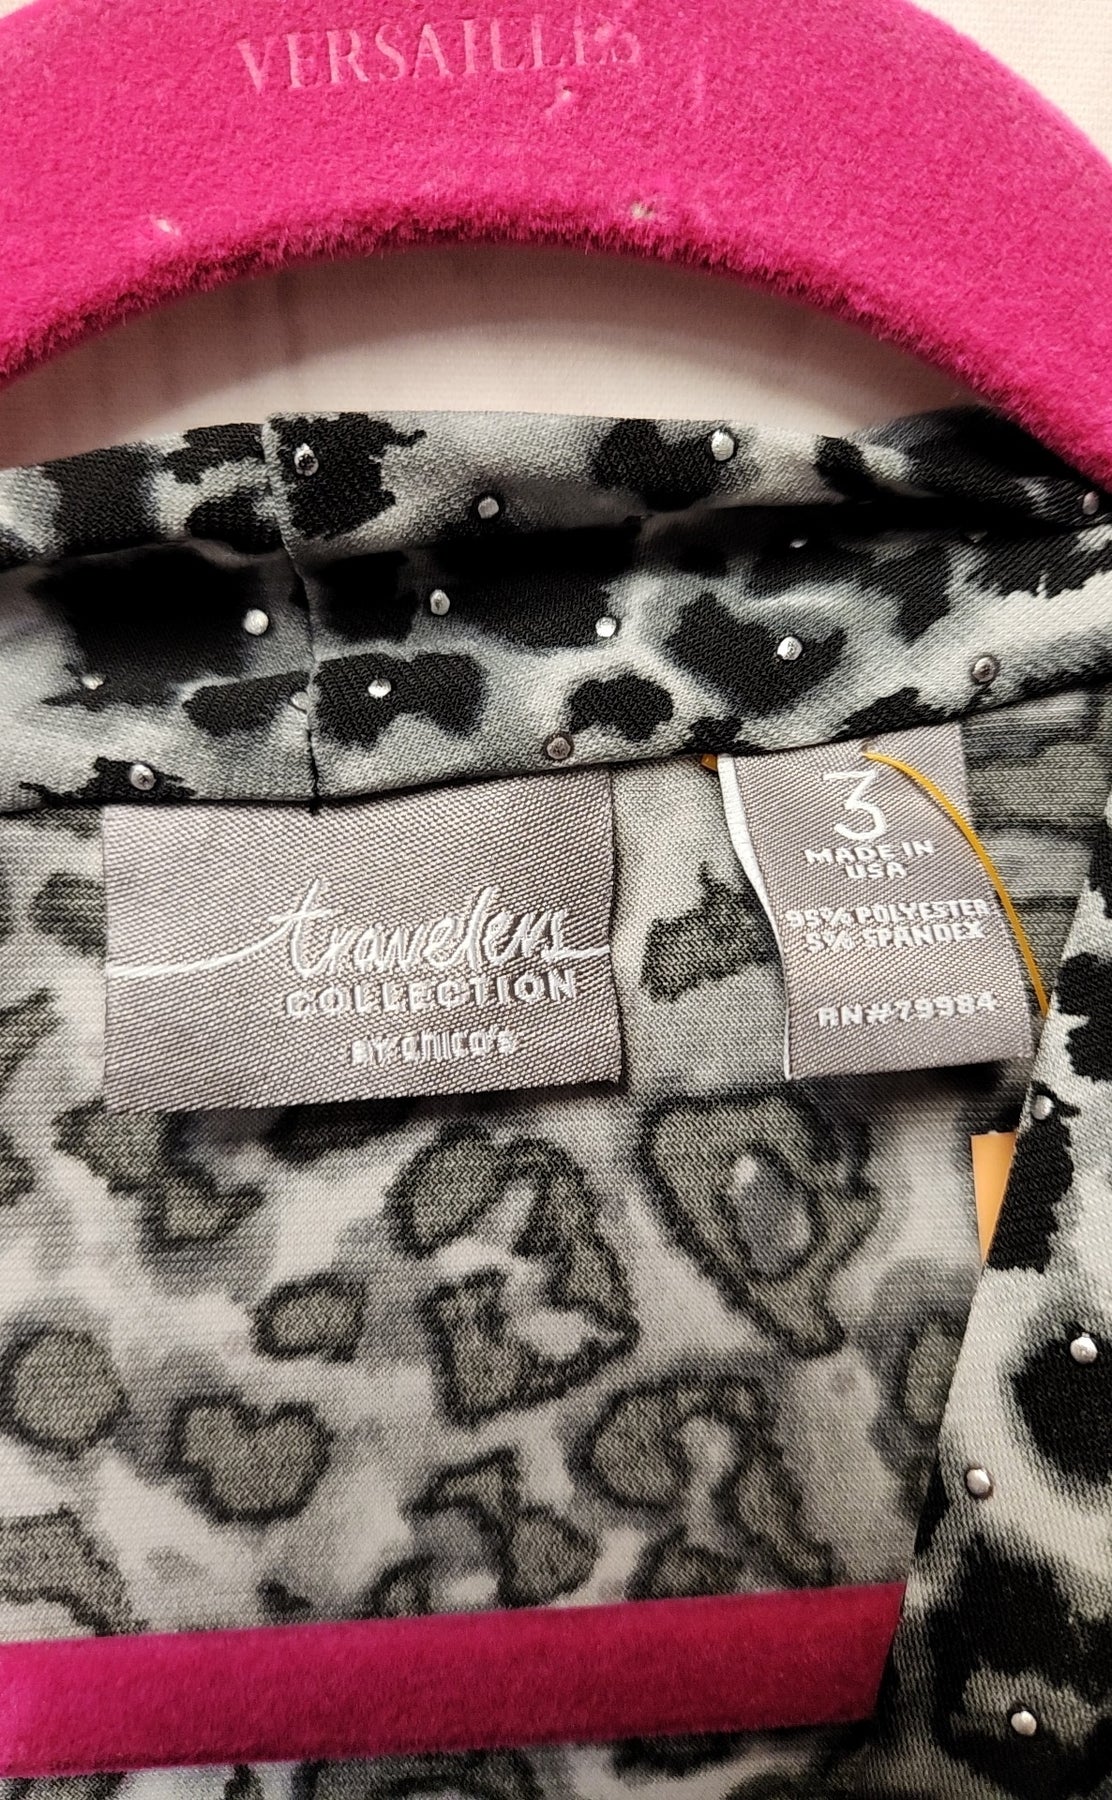 VERSAILLES
travelers
COLLECTION
BY chico's
3
MADE IN
USA
95% POLYESTER
5% SPANDEX
RN#79984